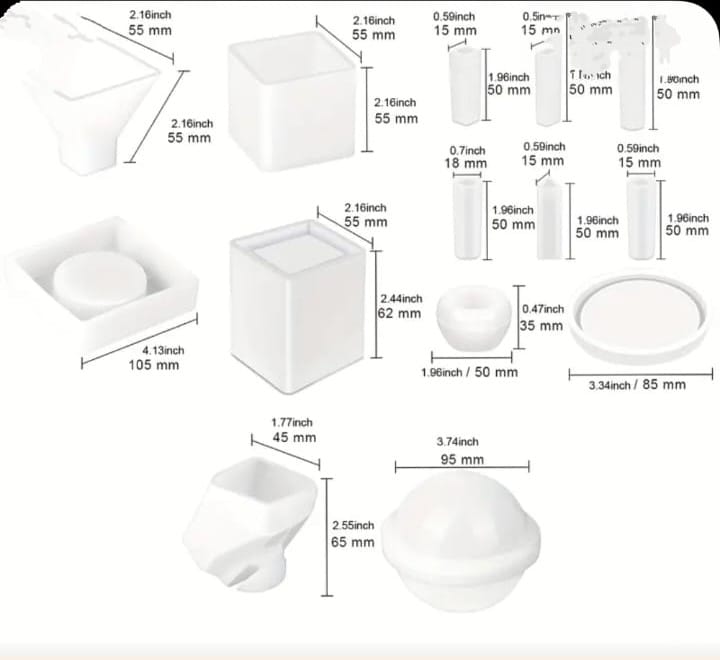 2.16inch
55 mm
2.16inch
55 mm
2.16inch
55 mm
2.16inch
55 mm
0.59inch
15 mm
1.96inch
50 mm
15 mm
50 mm
50 mm
0.7inch
18 mm
1.96inch
50 mm
0.59inch
15 mm
1.96inch
50 mm
0.59inch
15 mm
1.96inch
50 mm
4.13inch
105 mm
2.16inch
55 mm
2.44inch
62 mm
0.47inch
35 mm
1.96inch / 50 mm
3.34inch / 85 mm
1.77inch
45 mm
2.55inch
65 mm
3.74inch
95 mm